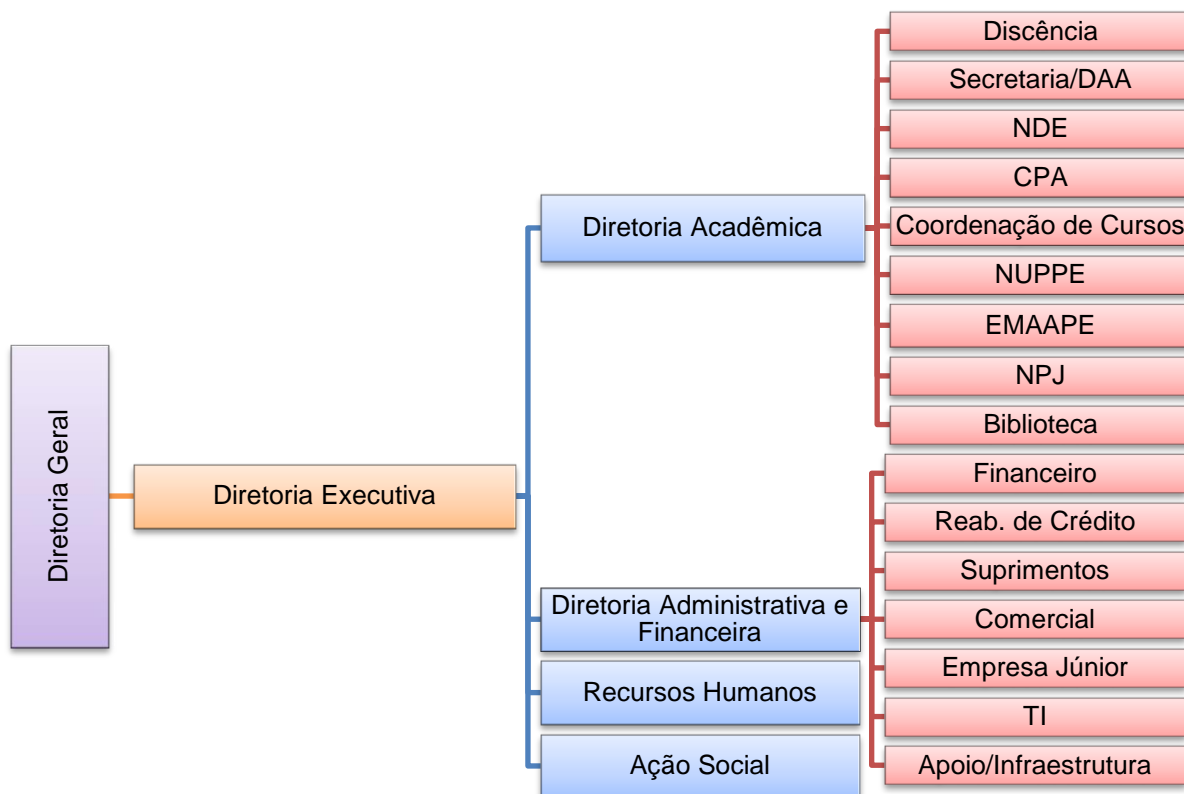 Diretoria Geral
Diretoria Executiva
Diretoria Acadêmica
Discência
Secretaria/DAA
NDE
CPA
Coordenação de Cursos
NUPPE
EMAAPE
NPJ
Biblioteca
Diretoria Administrativa e
Financeira
Financeiro
Reab. de Crédito
Suprimentos
Comercial
Empresa Júnior
TI
Apoio/Infraestrutura
Recursos Humanos
Ação Social